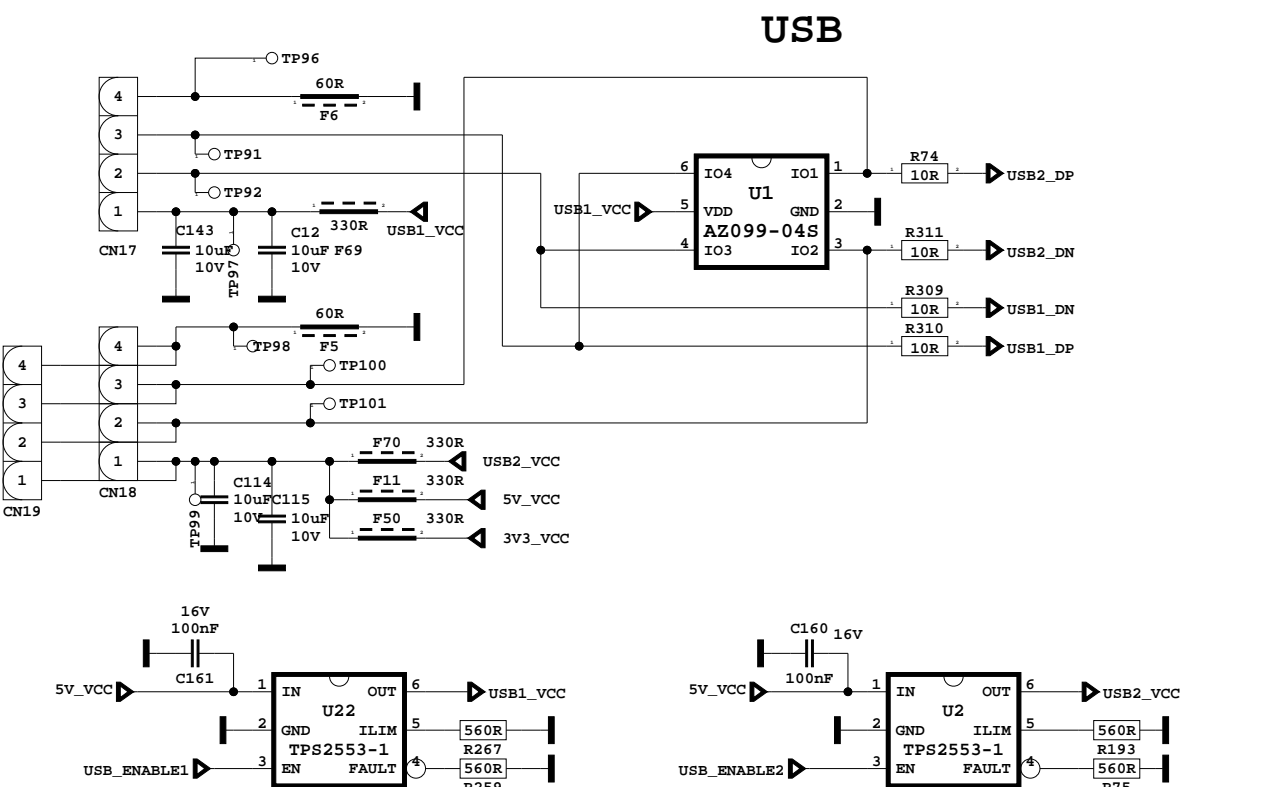 USB
TP96
4
60R
F6
3
TP91
2
TP92
1
330R
USB1_VCC
CN17
C143
10uF
10V
TP97
C12
10uF
10V
F69
6 IO4 IO1 1
U1
USB1_VCC
5 VDD GND 2
AZ099-04S
4 IO3 IO2 3
R74
10R
USB2_DP
R311
10R
USB2_DN
R309
10R
USB1_DN
R310
10R
USB1_DP
60R
F5
TP98
4
3
2
1
CN18
4
3
2
1
CN19
TP100
TP101
F70 330R
USB2_VCC
F11 330R
5V_VCC
F50 330R
3V3_VCC
C114
10uF
10V
TP99
C115
10uF
10V
16V
100nF
C161
5V_VCC
1 IN OUT 6
USB1_VCC
U22
2 GND ILIM 5
560R
TPS2553-1
R267
USB_ENABLE1
3 EN FAULT 4
560R
R259
C160 16V
100nF
5V_VCC
1 IN OUT 6
USB2_VCC
U2
2 GND ILIM 5
560R
TPS2553-1
R193
USB_ENABLE2
3 EN FAULT 4
560R
R75